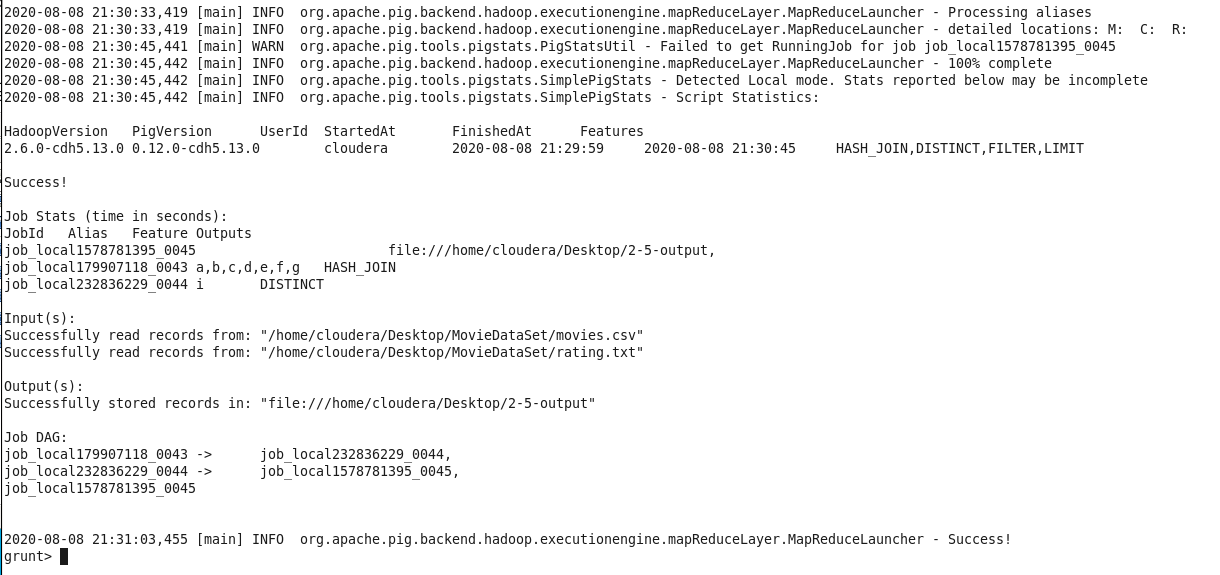 2020-08-08 21:30:33,419 [main] INFO  org.apache.pig.backend.hadoop.executionengine.mapReduceLayer.MapReduceLauncher - Processing aliases
2020-08-08 21:30:33,419 [main] INFO  org.apache.pig.backend.hadoop.executionengine.mapReduceLayer.MapReduceLauncher - detailed locations: M:  C:  R:
2020-08-08 21:30:45,441 [main] WARN  org.apache.pig.tools.pigstats.PigStatsUtil - Failed to get RunningJob for job job_local1578781395_0045
2020-08-08 21:30:45,442 [main] INFO  org.apache.pig.backend.hadoop.executionengine.mapReduceLayer.MapReduceLauncher - 100% complete
2020-08-08 21:30:45,442 [main] INFO  org.apache.pig.tools.pigstats.SimplePigStats - Detected Local mode. Stats reported below may be incomplete
2020-08-08 21:30:45,442 [main] INFO  org.apache.pig.tools.pigstats.SimplePigStats - Script Statistics:
HadoopVersion   PigVersion      UserId  StartedAt       FinishedAt      Features
2.6.0-cdh5.13.0 0.12.0-cdh5.13.0        cloudera        2020-08-08 21:29:59     2020-08-08 21:30:45     HASH_JOIN,DISTINCT,FILTER,LIMIT
Success!
Job Stats (time in seconds):
JobId   Alias   Feature Outputs
job_local1578781395_0045                        file:///home/cloudera/Desktop/2-5-output,
job_local179907118_0043 a,b,c,d,e,f,g   HASH_JOIN
job_local232836229_0044 i       DISTINCT
Input(s):
Successfully read records from: "/home/cloudera/Desktop/MovieDataSet/movies.csv"
Successfully read records from: "/home/cloudera/Desktop/MovieDataSet/rating.txt"
Output(s):
Successfully stored records in: "file:///home/cloudera/Desktop/2-5-output"
Job DAG:
job_local179907118_0043 ->      job_local232836229_0044,
job_local232836229_0044 ->      job_local1578781395_0045,
job_local1578781395_0045
2020-08-08 21:31:03,455 [main] INFO  org.apache.pig.backend.hadoop.executionengine.mapReduceLayer.MapReduceLauncher - Success!
grunt>